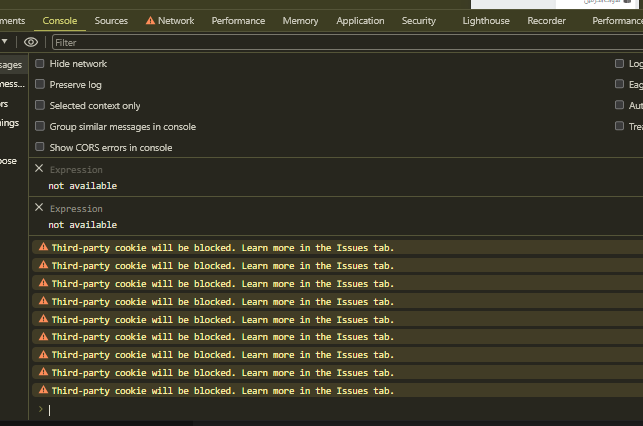 ments Console Sources Network Performance Memory Application Security Lighthouse Recorder Performanc
Filter
sages Hide network Log
mess... Preserve log Eag
ors Selected context only Aut
nings Group similar messages in console Trea
Show CORS errors in console
pose Expression
not available
Expression
not available
Third-party cookie will be blocked. Learn more in the Issues tab.
Third-party cookie will be blocked. Learn more in the Issues tab.
Third-party cookie will be blocked. Learn more in the Issues tab.
Third-party cookie will be blocked. Learn more in the Issues tab.
Third-party cookie will be blocked. Learn more in the Issues tab.
Third-party cookie will be blocked. Learn more in the Issues tab.
Third-party cookie will be blocked. Learn more in the Issues tab.
Third-party cookie will be blocked. Learn more in the Issues tab.
Third-party cookie will be blocked. Learn more in the Issues tab.